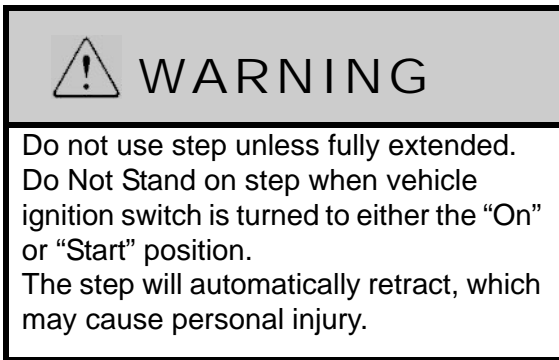 WARNING
Do not use step unless fully extended.
Do Not Stand on step when vehicle
ignition switch is turned to either the “On”
or “Start” position.
The step will automatically retract, which
may cause personal injury.